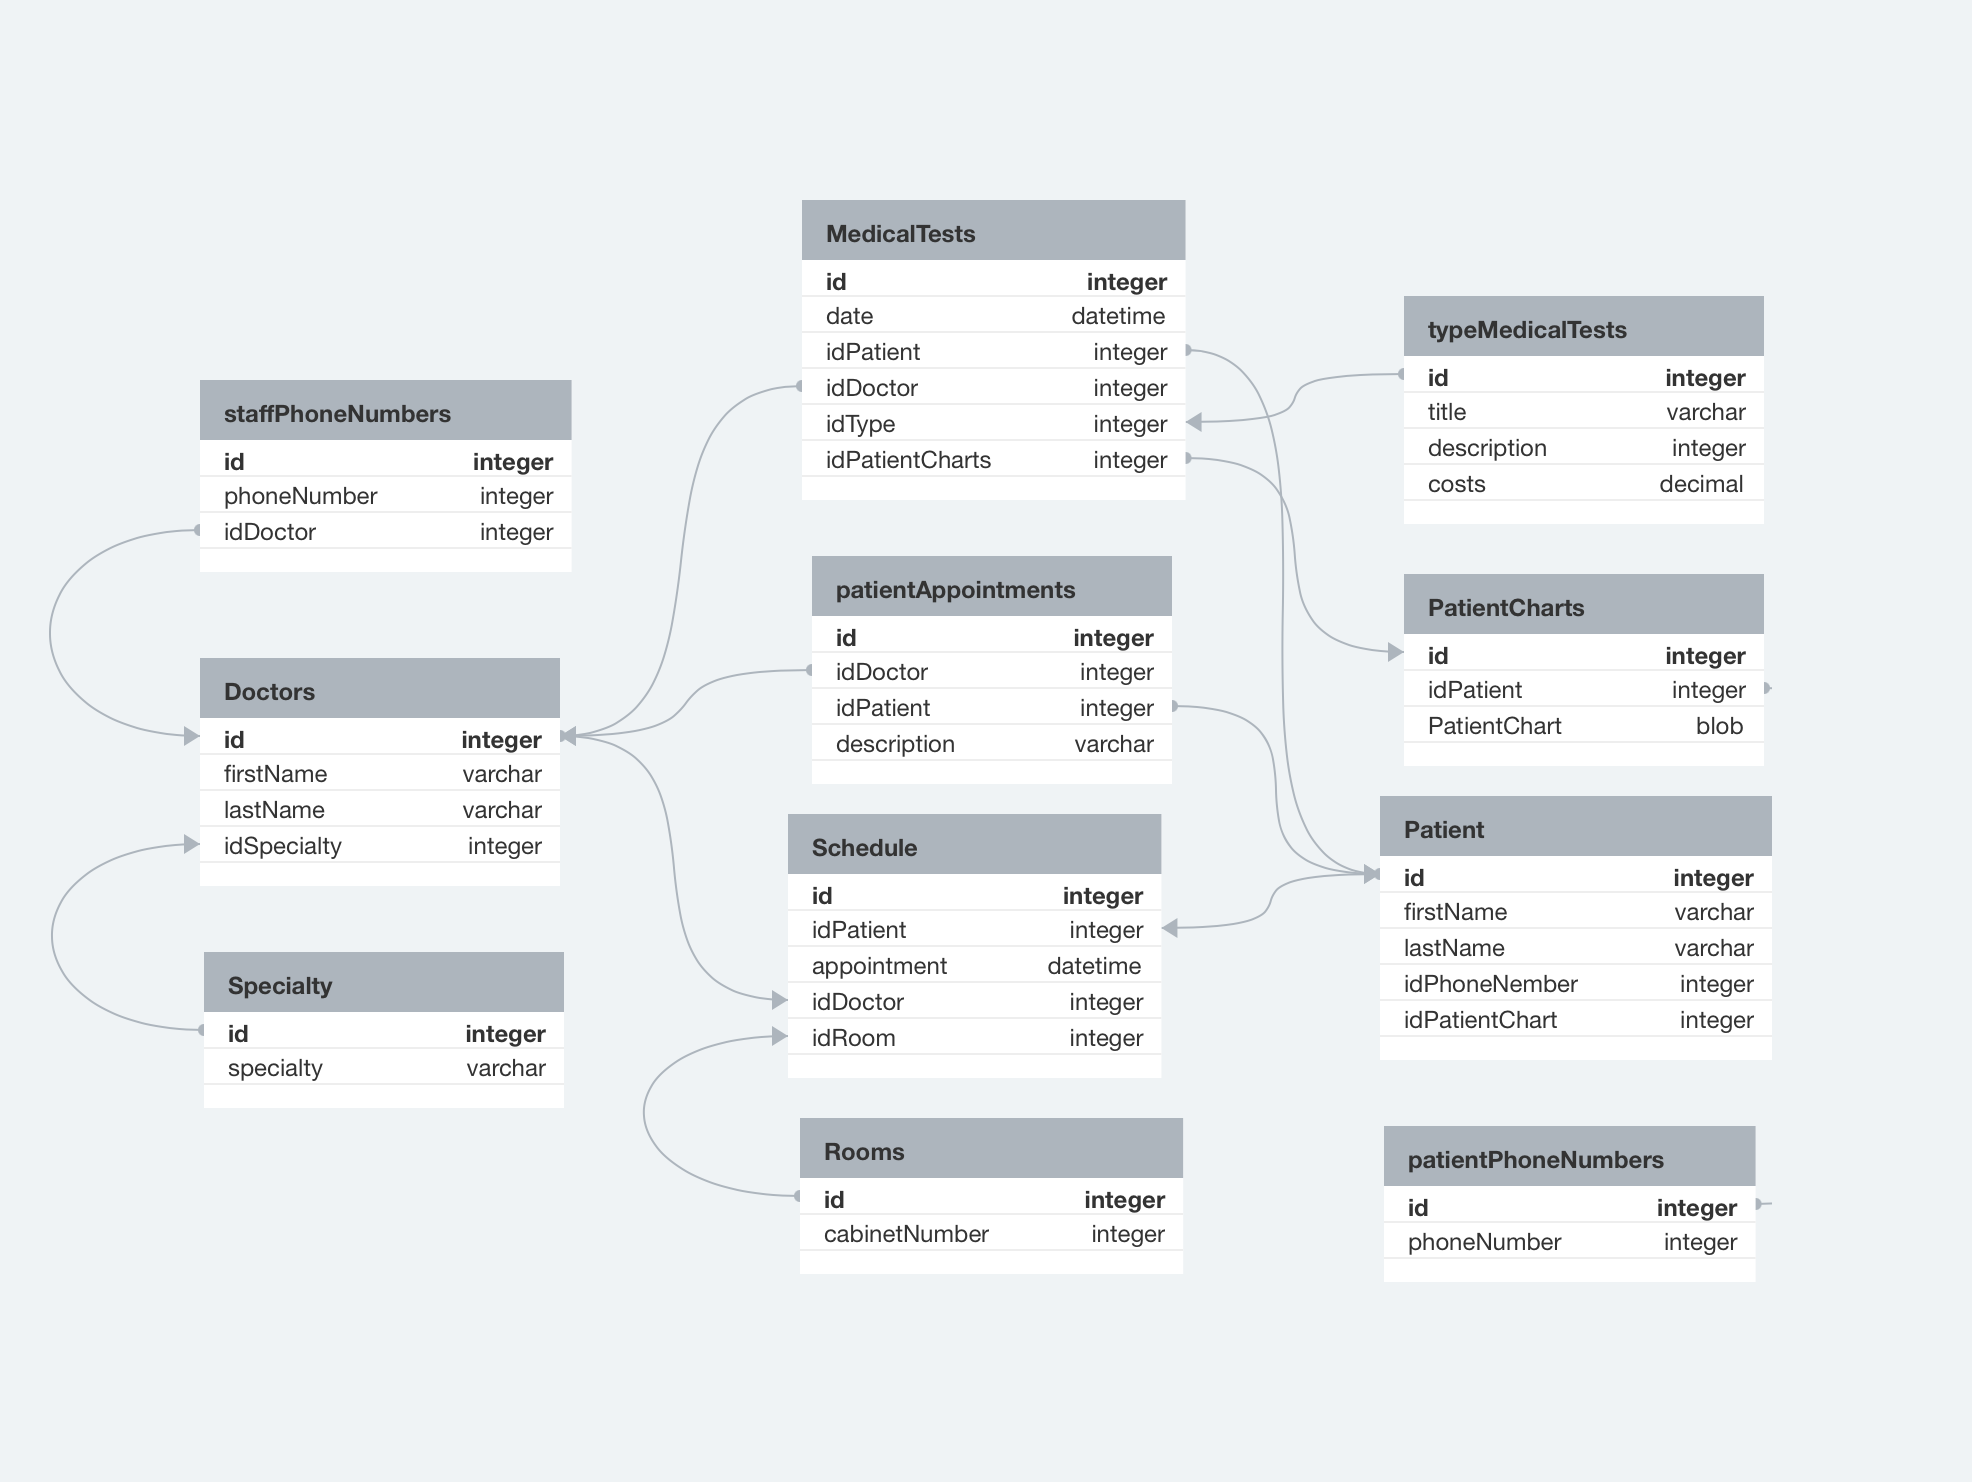 staffPhoneNumbers
id integer
phoneNumber integer
idDoctor integer
Doctors
id integer
firstName varchar
lastName varchar
idSpecialty integer
Specialty
id integer
specialty varchar
MedicalTests
id integer
date datetime
idPatient integer
idDoctor integer
idType integer
idPatientCharts integer
patientAppointments
id integer
idDoctor integer
idPatient integer
description varchar
Schedule
id integer
idPatient integer
appointment datetime
idDoctor integer
idRoom integer
Rooms
id integer
cabinetNumber integer
typeMedicalTests
id integer
title varchar
description integer
costs decimal
PatientCharts
id integer
idPatient integer
PatientChart blob
Patient
id integer
firstName varchar
lastName varchar
idPhoneNember integer
idPatientChart integer
patientPhoneNumbers
id integer
phoneNumber integer